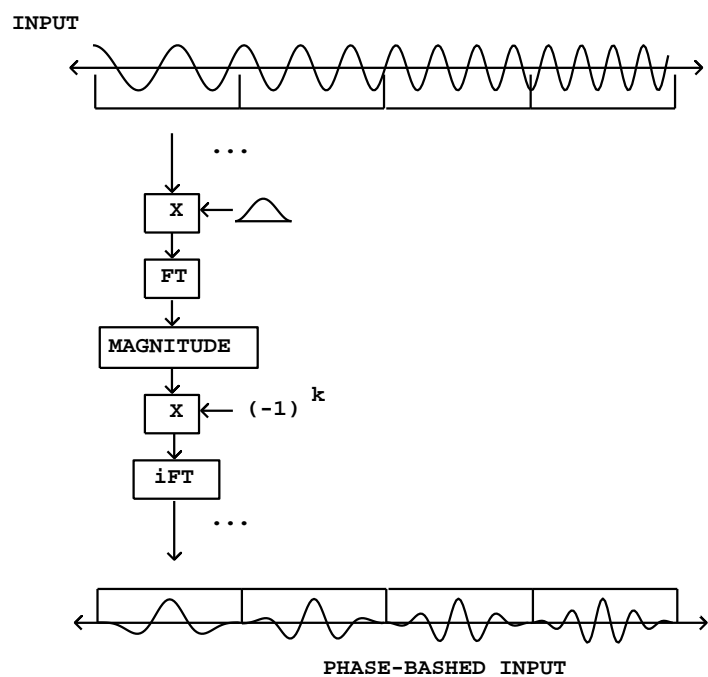 INPUT
...
X
FT
MAGNITUDE
X
(-1) k
iFT
...
PHASE-BASHED INPUT